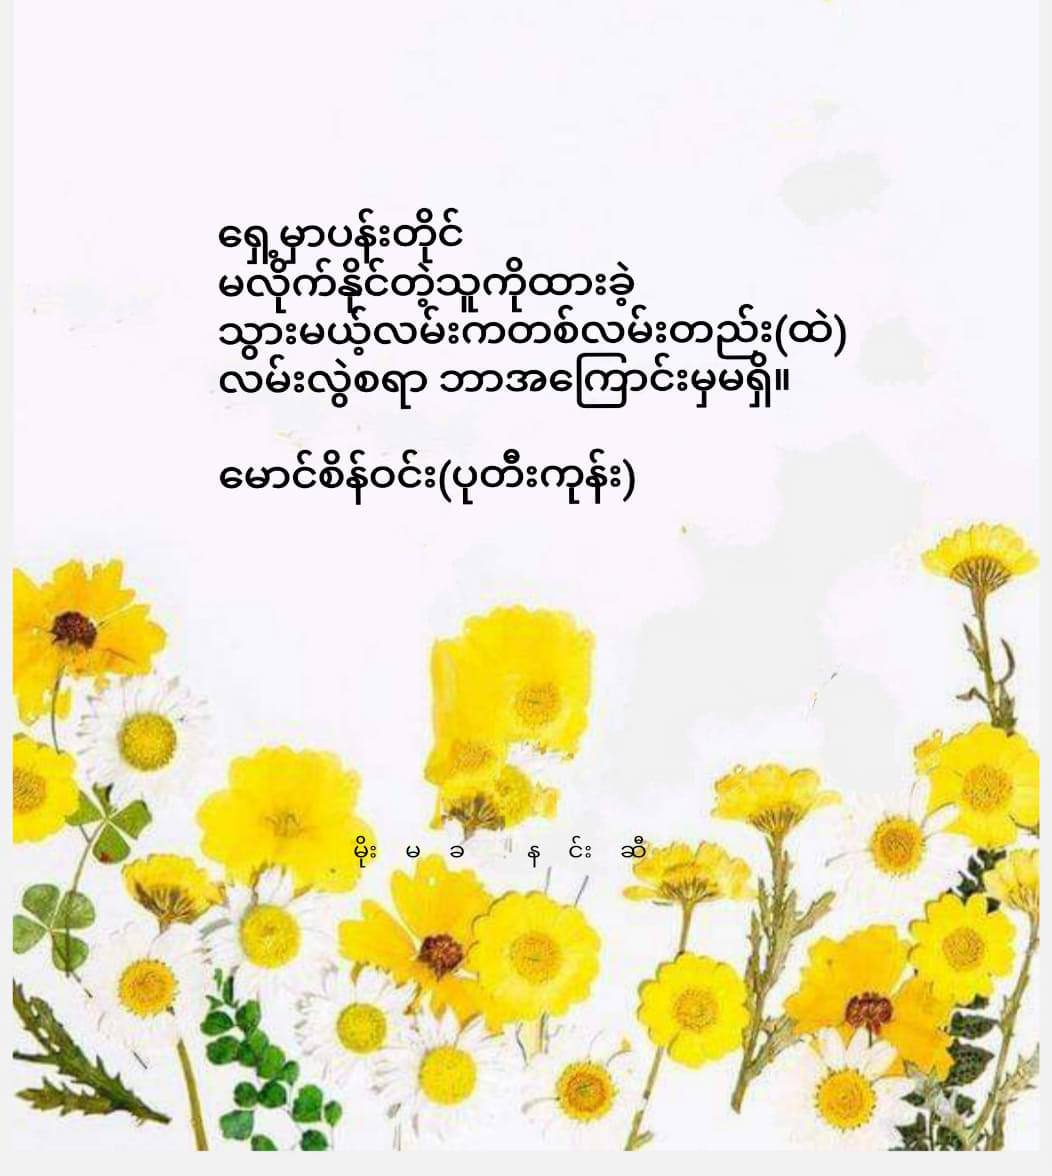 ရှေ့မှာပန်းတိုင်
မလိုက်နိုင်တဲ့သူကိုထားခဲ့
သွားမယ့်လမ်းကတစ်လမ်းတည်း(ထဲ)
လမ်းလွဲစရာ ဘာအကြောင်းမှမရှိ။
မောင်စိန်ဝင်း(ပုတီးကုန်း)
မိုး မ ခ န င်း ဆီ